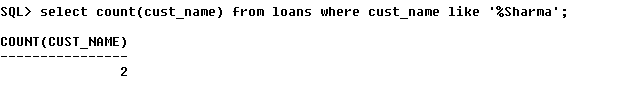 SQL> select count(cust_name) from loans where cust_name like '%Sharma';
COUNT(CUST_NAME)
----------------
2